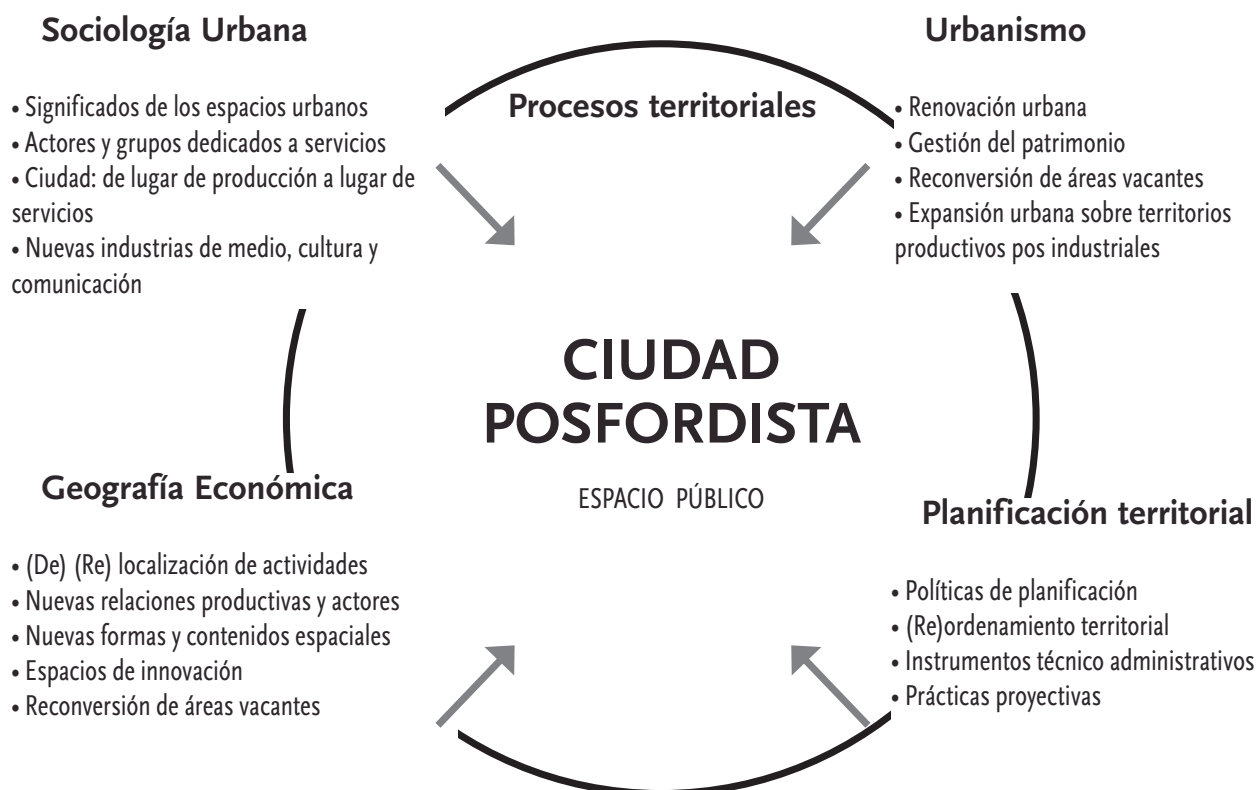 Sociología Urbana
• Significados de los espacios urbanos
• Actores y grupos dedicados a servicios
• Ciudad: de lugar de producción a lugar de
servicios
• Nuevas industrias de medio, cultura y
comunicación
Procesos territoriales
Urbanismo
• Renovación urbana
• Gestión del patrimonio
• Reconversión de áreas vacantes
• Expansión urbana sobre territorios
productivos pos industriales
CIUDAD
POSFORDISTA
ESPACIO PÚBLICO
Geografía Económica
• (De) (Re) localización de actividades
• Nuevas relaciones productivas y actores
• Nuevas formas y contenidos espaciales
• Espacios de innovación
• Reconversión de áreas vacantes
Planificación territorial
• Políticas de planificación
• (Re)ordenamiento territorial
• Instrumentos técnico administrativos
• Prácticas proyectivas